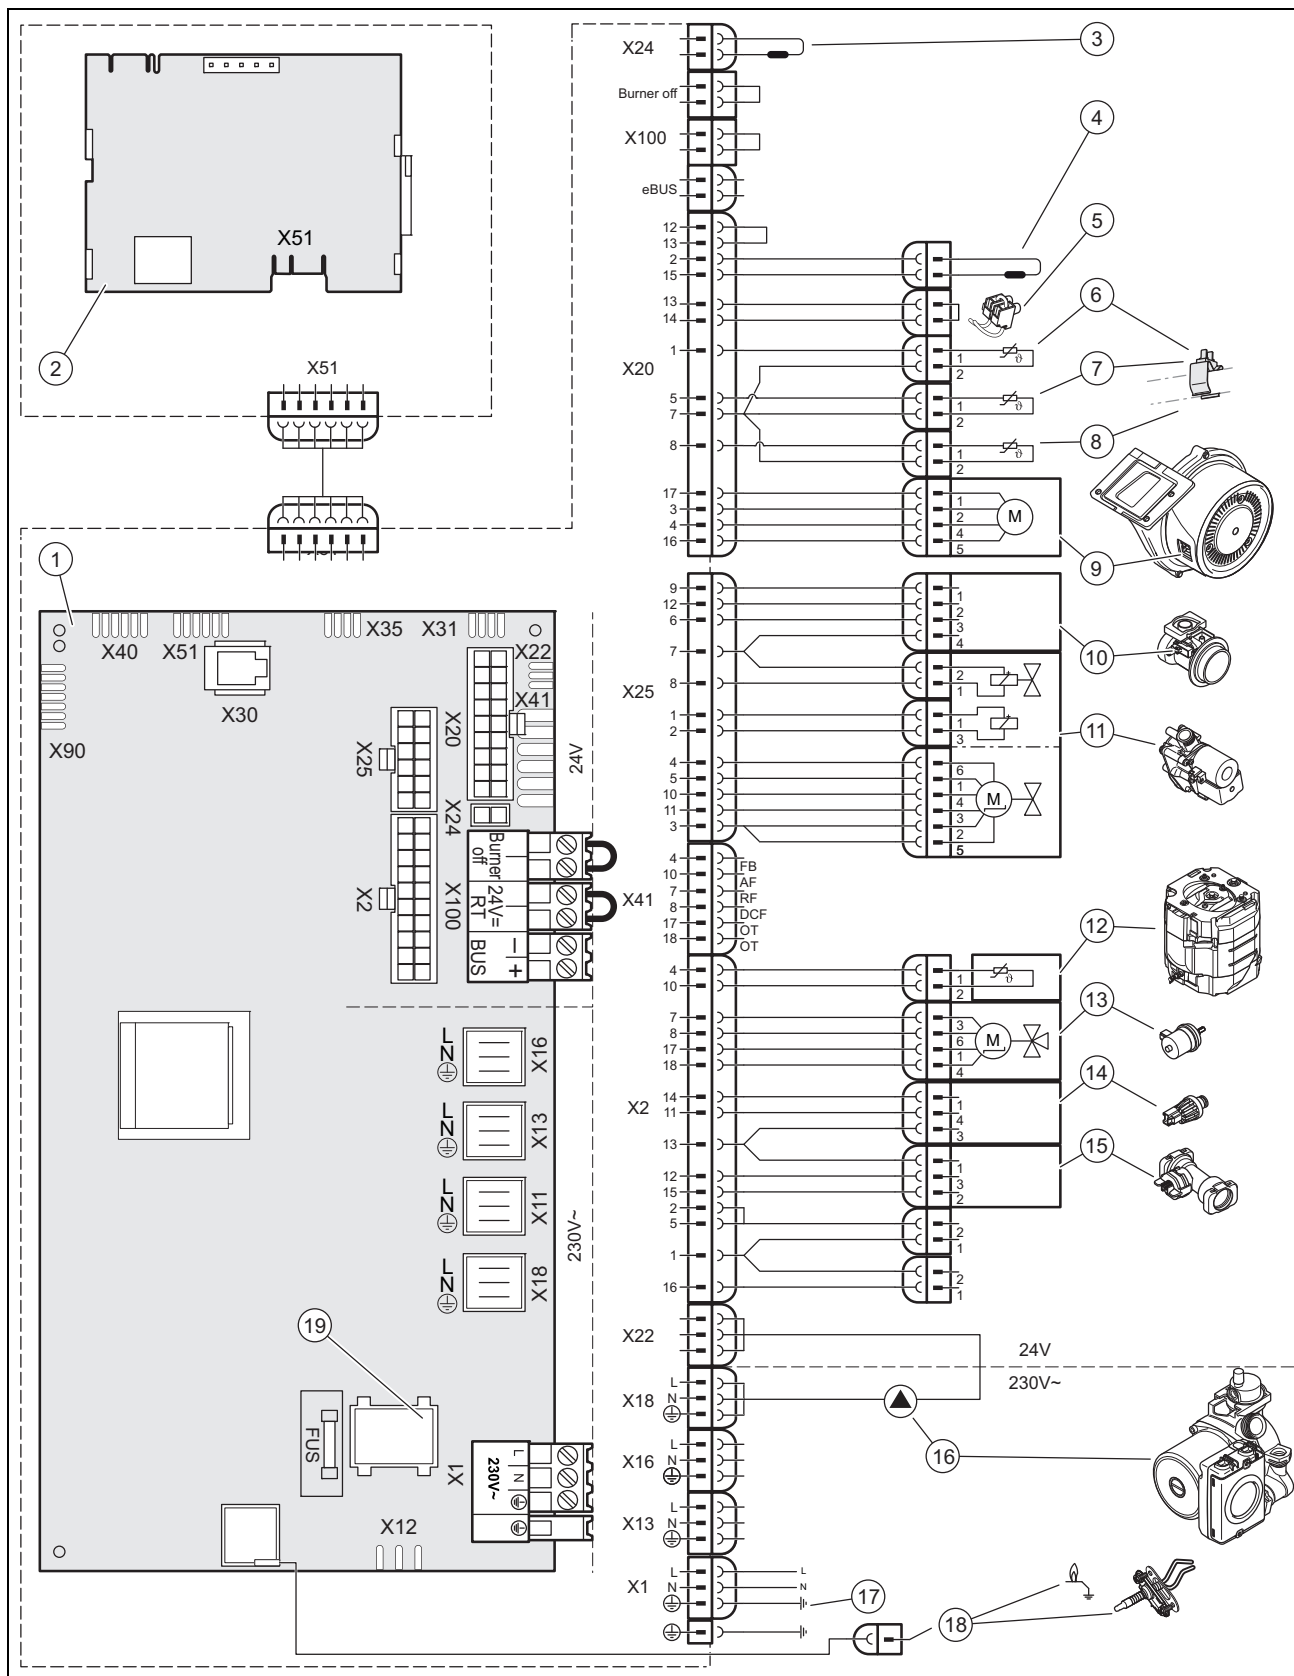 X24
3
Burner off
X100
4
eBUS
12
13
2
15
5
13
14
6
1
1
2
X20
7
5
7
1
2
8
8
1
2
17
3
4
16
1
2
4
5
M
9
X51
2
X51
1
X40
X51
X35
X31
X22
X30
X41
X90
X20
X25
24V
X24
Burner
off
X2
X100
24V=
RT
BUS
–
+
L
N
X16
L
N
X13
L
N
X11
L
N
X18
230V~
19
FUS
X1
L
N
230V~
X12
9
12
6
7
8
1
2
3
4
10
X25
2
1
1
2
1
3
11
4
5
10
11
3
6
1
4
3
2
5
M
X41
4
10
7
8
17
18
FB
AF
RF
DCF
OT
OT
12
4
10
1
2
13
7
8
17
18
3
6
1
4
M
14
X2
14
11
13
1
4
3
15
12
15
1
3
2
2
5
2
1
1
16
2
1
X22
24V
230V~
X18
L
N
16
X16
L
N
X13
L
N
X1
L
N
L
N
17
18